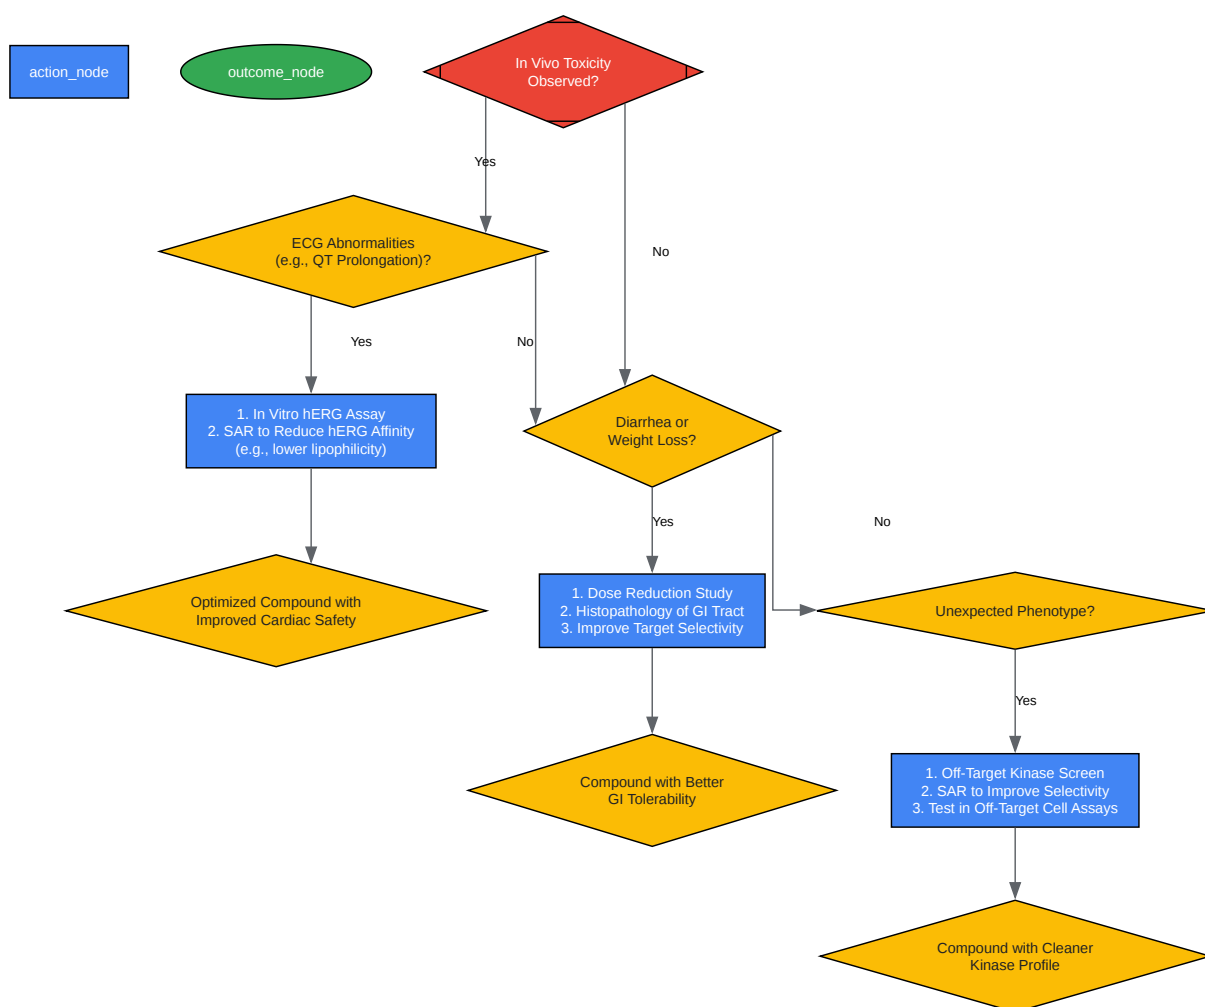 action_node
outcome_node
In Vivo Toxicity
Observed?
Yes
No
ECG Abnormalities
(e.g., QT Prolongation)?
Yes
No
1. In Vitro hERG Assay
2. SAR to Reduce hERG Affinity
(e.g., lower lipophilicity)
Diarrhea or
Weight Loss?
Yes
No
Optimized Compound with
Improved Cardiac Safety
1. Dose Reduction Study
2. Histopathology of GI Tract
3. Improve Target Selectivity
Unexpected Phenotype?
Yes
Compound with Better
GI Tolerability
1. Off-Target Kinase Screen
2. SAR to Improve Selectivity
3. Test in Off-Target Cell Assays
Compound with Cleaner
Kinase Profile